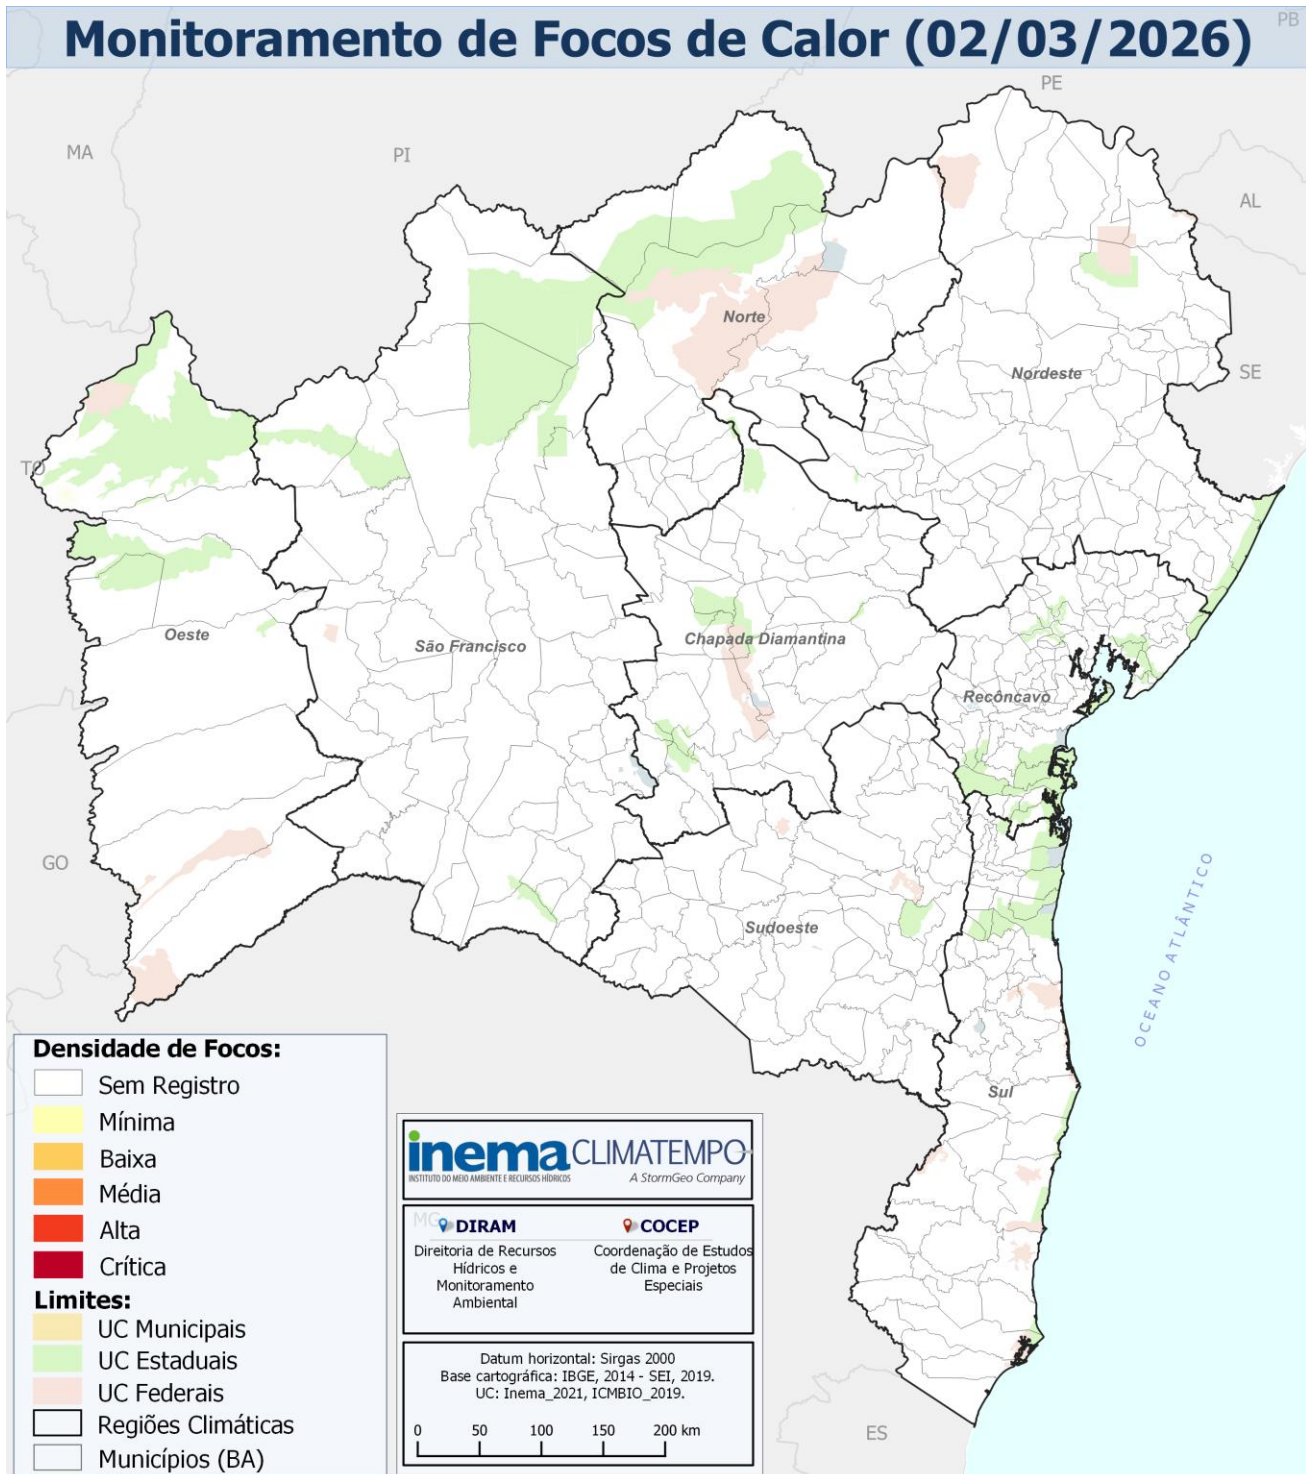 Monitoramento de Focos de Calor (02/03/2026)
PB
PE
MA
PI
AL
Norte
Nordeste
SE
TO
Oeste
São Francisco
Chapada Diamantina
Recôncavo
GO
Sudoeste
OCEANO ATLÂNTICO
Sul
Densidade de Focos:
Sem Registro
Mínima
Baixa
Média
Alta
Crítica
Limites:
UC Municipais
UC Estaduais
UC Federais
Regiões Climáticas
Municípios (BA)
inema
INSTITUTO DO MEIO AMBIENTE E RECURSOS HÍDRICOS
CLIMATEMPO
A StormGeo Company
MG
DIRAM
Direitoria de Recursos
Hídricos e
Monitoramento
Ambiental
COCEP
Coordenação de Estudos
de Clima e Projetos
Especiais
Datum horizontal: Sirgas 2000
Base cartográfica: IBGE, 2014 - SEI, 2019.
UC: Inema_2021, ICMBIO_2019.
0 50 100 150 200 km
ES